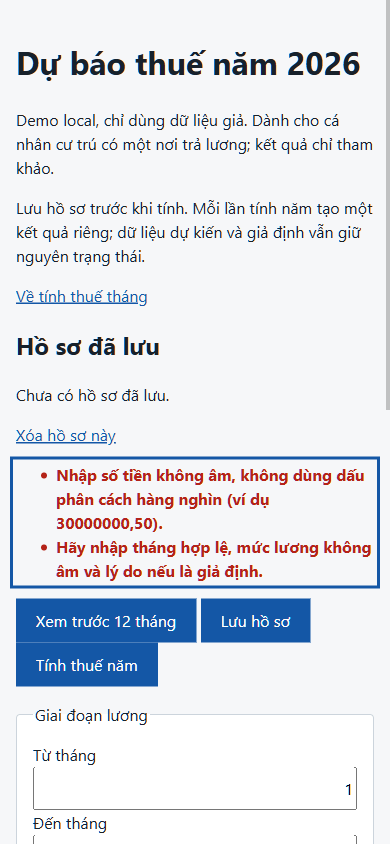 Dự báo thuế năm 2026
Demo local, chỉ dùng dữ liệu giả. Dành cho cá
nhân cư trú có một nơi trả lương; kết quả chỉ tham
khảo.
Lưu hồ sơ trước khi tính. Mỗi lần tính năm tạo một
kết quả riêng; dữ liệu dự kiến và giả định vẫn giữ
nguyên trạng thái.
Về tính thuế tháng
Hồ sơ đã lưu
Chưa có hồ sơ đã lưu.
Xóa hồ sơ này
• Nhập số tiền không âm, không dùng dấu
phân cách hàng nghìn (ví dụ
30000000,50).
• Hãy nhập tháng hợp lệ, mức lương không
âm và lý do nếu là giả định.
Xem trước 12 tháng
Lưu hồ sơ
Tính thuế năm
Giai đoạn lương
Từ tháng
1
Đến tháng